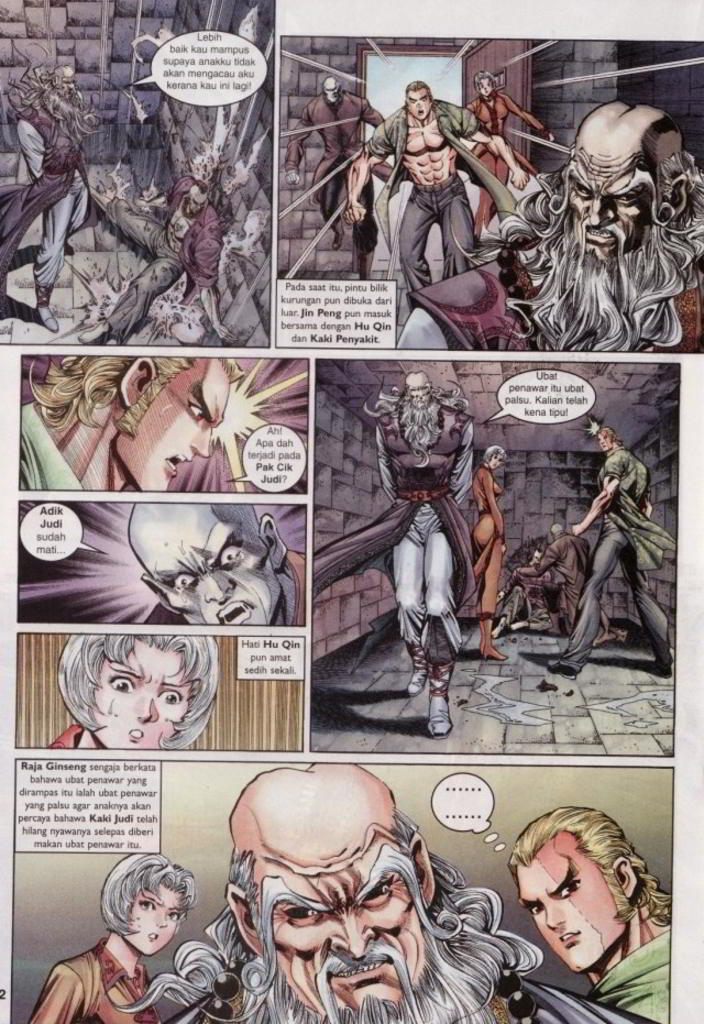 Lebih
baik kau mampus
supaya anakku tidak
akan mengacau aku
kerana kau ini lagi!
Pada saat itu, pintu bilik
kurungan pun dibuka dari
luar. Jin Peng pun masuk
bersama dengan Hu Qin
dan Kaki Penyakit.
Ah!
Apa dah
terjadi pada
Pak Cik
Judi?
Adik
Judi
sudah
mati...
Hati Hu Qin
pun amat
sedih sekali.
Ubat
penawar itu ubat
palsu. Kalian telah
kena tipu!
Raja Ginseng sengaja berkata
bahawa ubat penawar yang
dirampas itu ialah ubat penawar
yang palsu agar anaknya akan
percaya bahawa Kaki Judi telah
hilang nyawanya selepas diberi
makan ubat penawar itu.
......
......
2